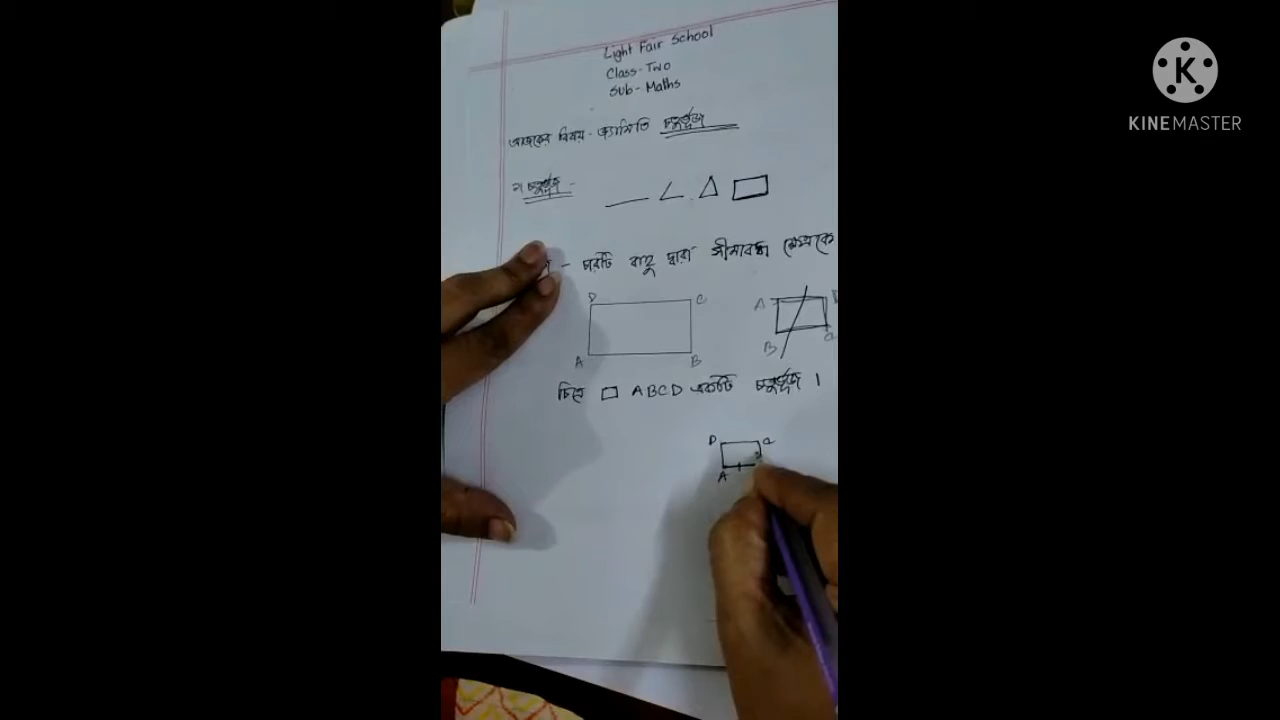 Light Fair School
Class-Two
Sub-Maths
আজকের বিষয়- জ্যামিতি চতুর্ভুজ
চতুর্ভুজ -
- চারটি বাহু দ্বারা সীমাবদ্ধ ক্ষেত্রকে
D C A
A B B C
চিত্রে □ ABCD একটি চতুর্ভুজ ।
D C
A
K
KINEMASTER